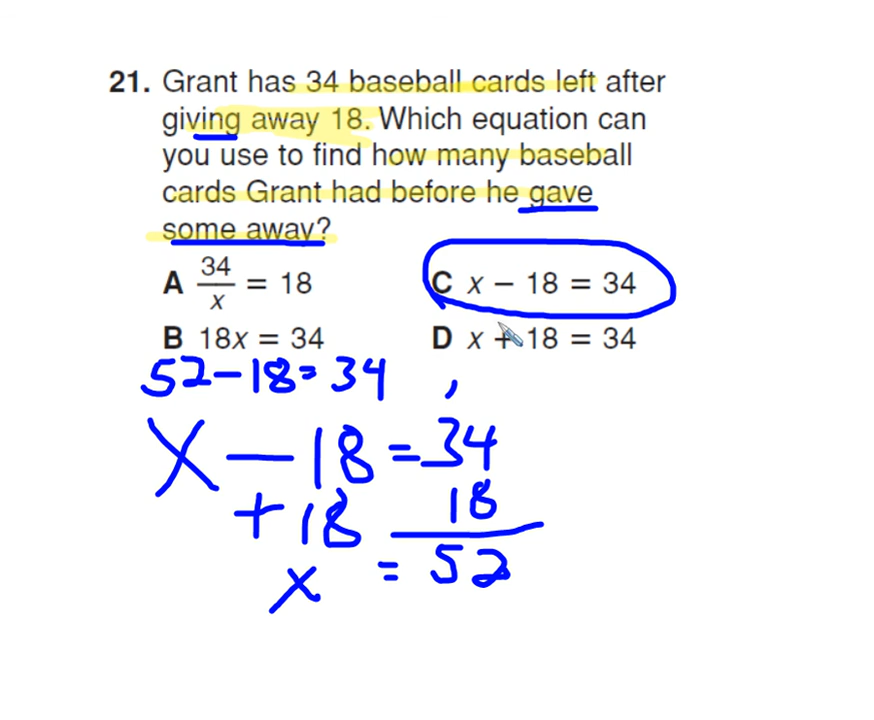 21. Grant has 34 baseball cards left after
giving away 18. Which equation can
you use to find how many baseball
cards Grant had before he gave
some away?
A 34/x = 18
C x − 18 = 34
B 18x = 34
D x + 18 = 34
52-18=34
x-18=34
+18 18
x = 52